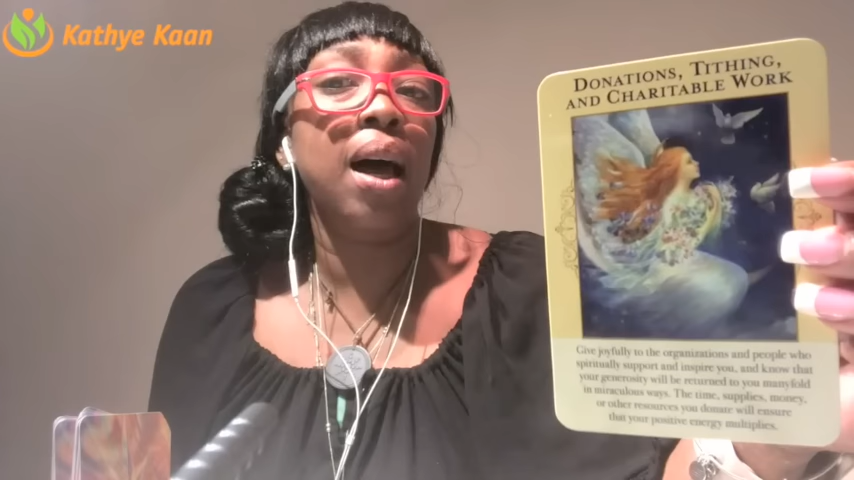 Kathye Kaan
DONATIONS, TITHING,
AND CHARITABLE WORK
Give joyfully to the organizations and people who
spiritually support and inspire you, and know that
your generosity will be returned to you manyfold
in miraculous ways. The time, supplies, money,
or other resources you donate will ensure
that your positive energy multiplies.